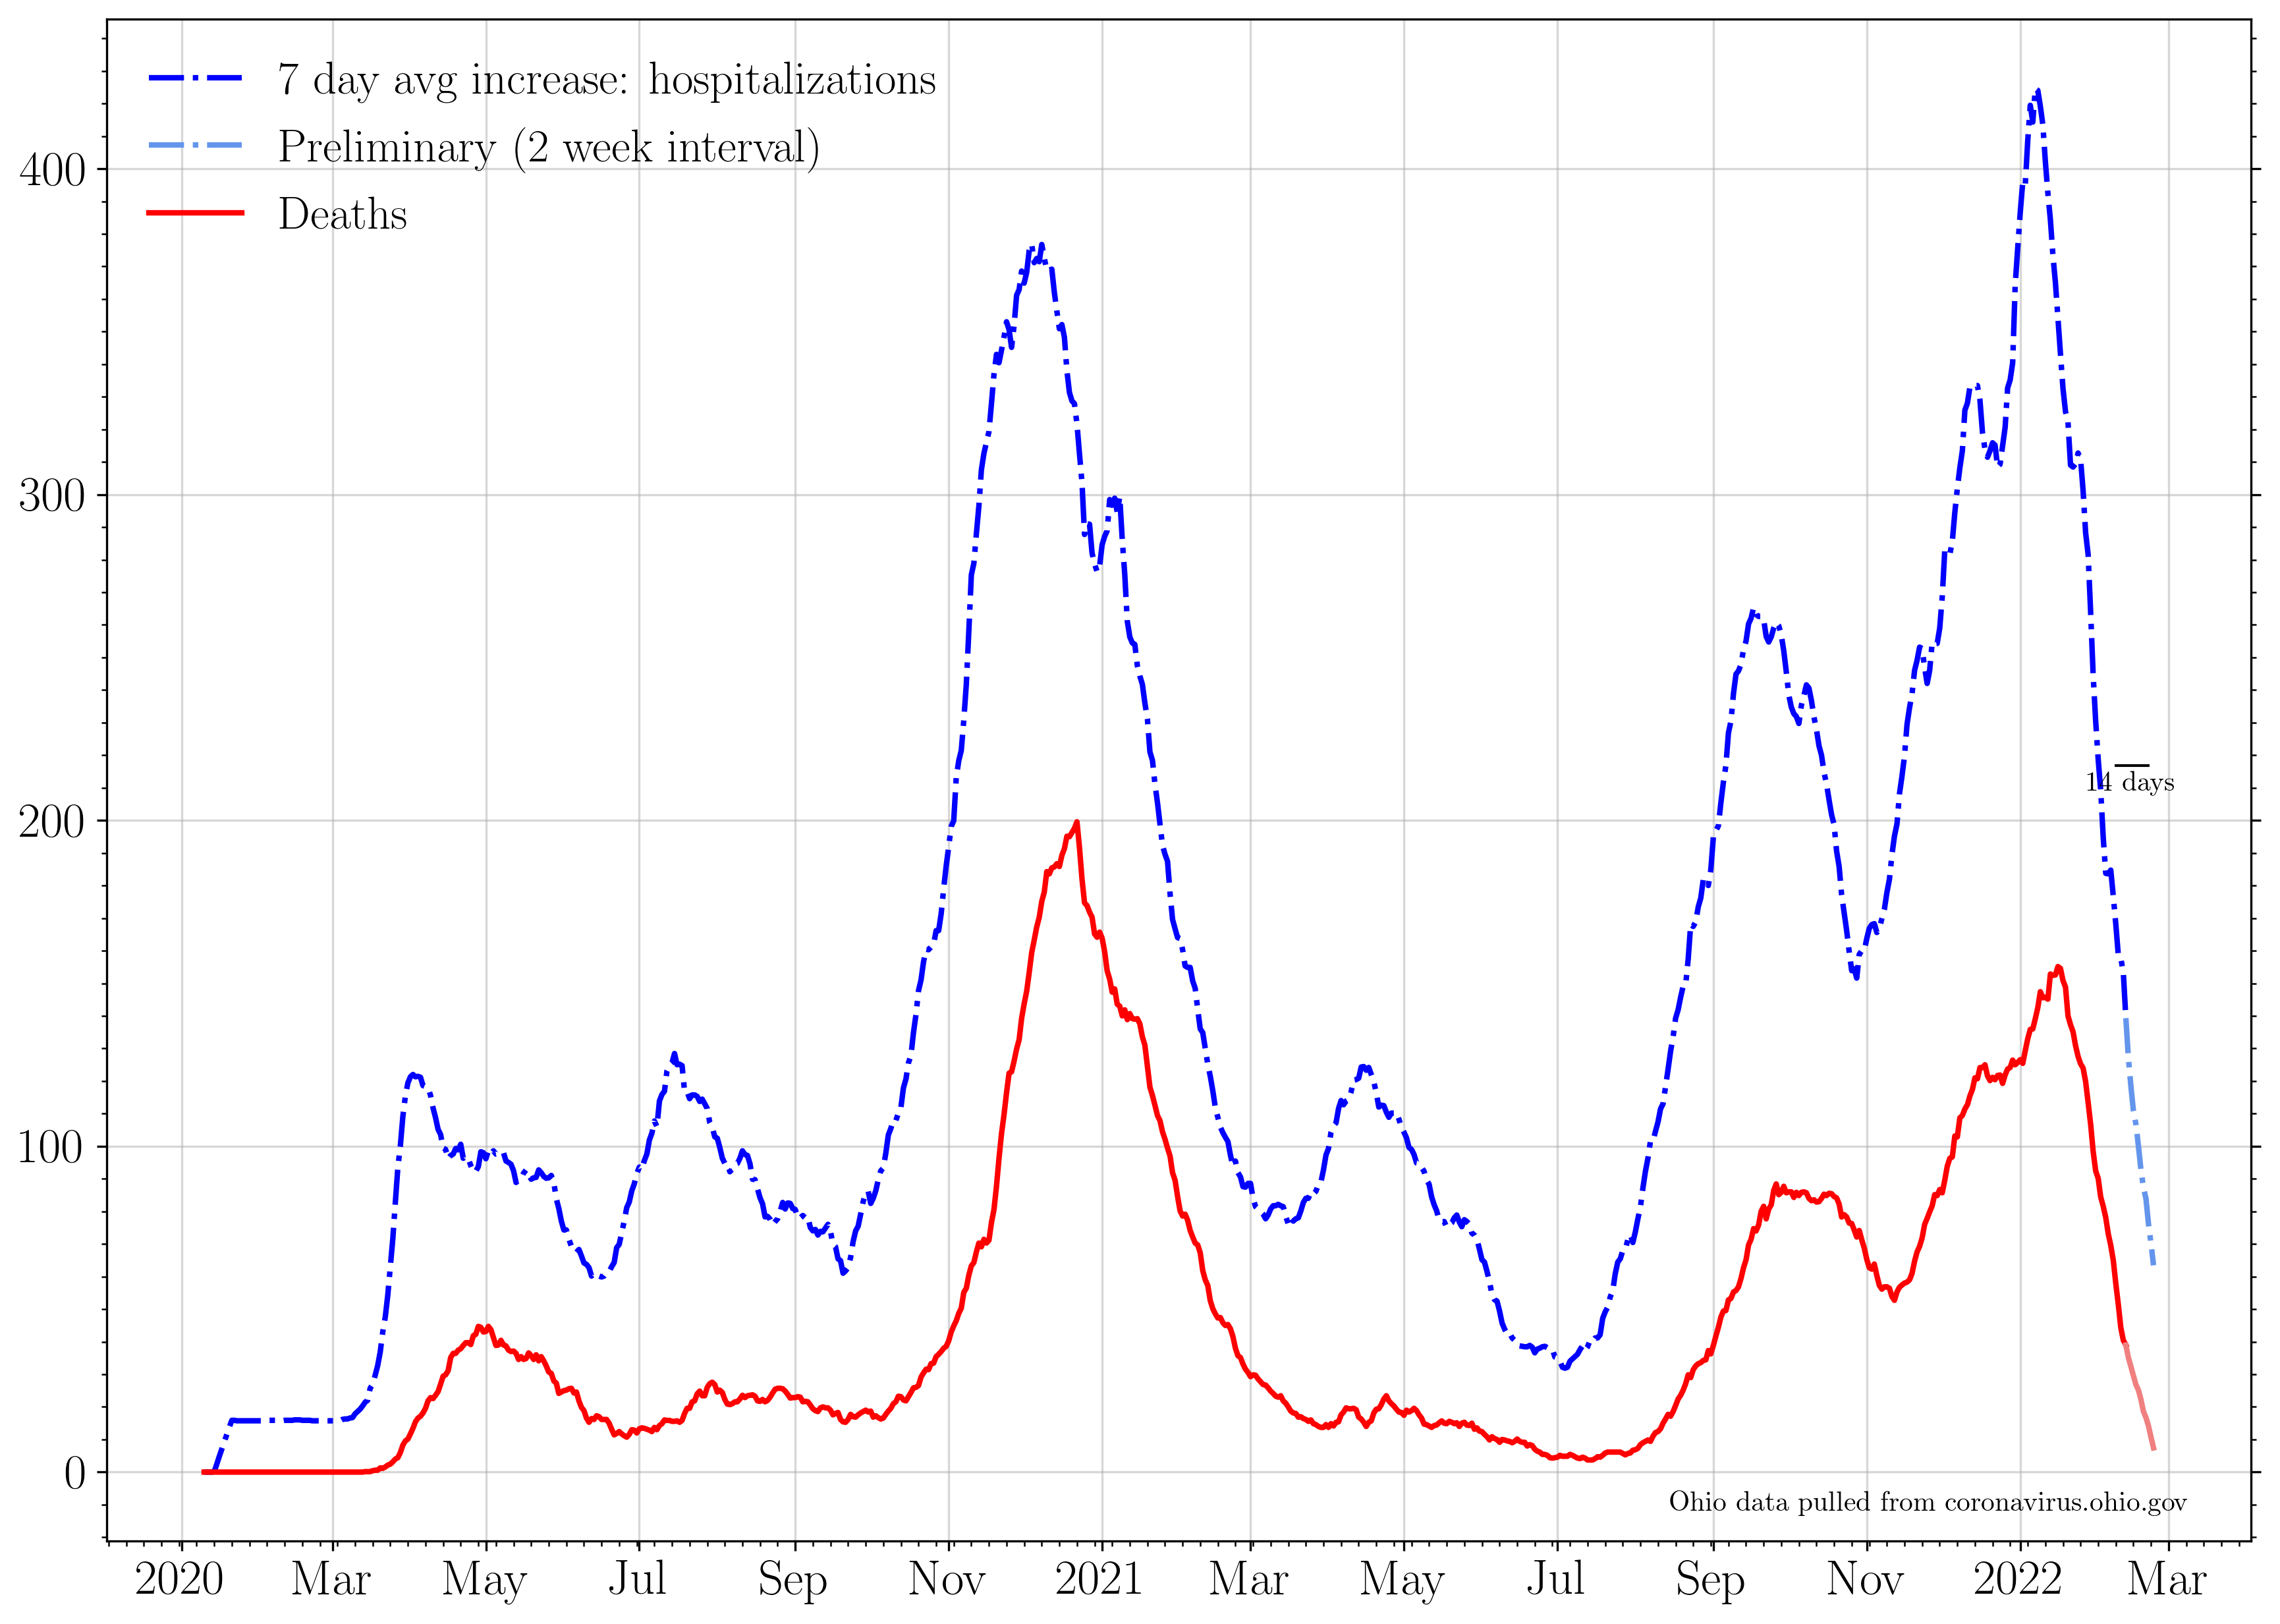 7 day avg increase: hospitalizations
Preliminary (2 week interval)
Deaths
400
300
200
100
0
14 days
Ohio data pulled from coronavirus.ohio.gov
2020 Mar May Jul Sep Nov 2021 Mar May Jul Sep Nov 2022 Mar